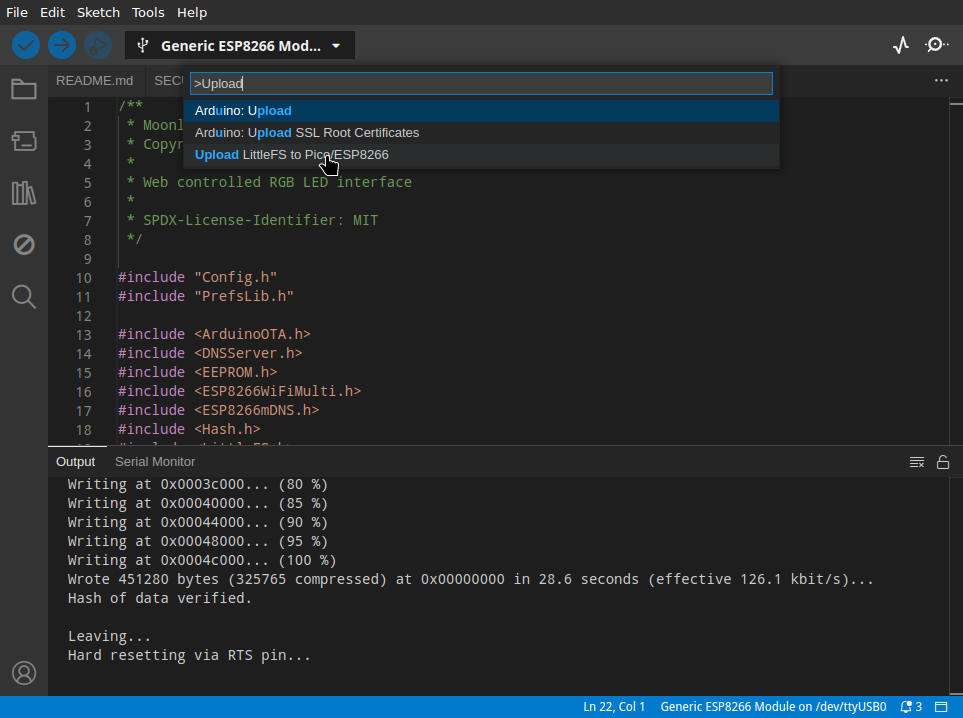 File Edit Sketch Tools Help
Generic ESP8266 Mod...
README.md SEC
>Upload
Arduino: Upload
Arduino: Upload SSL Root Certificates
Upload LittleFS to Pico/ESP8266
1 /**
2 * Moonl
3 * Copyr
4 *
5 * Web controlled RGB LED interface
6 *
7 * SPDX-License-Identifier: MIT
8 */
9
10 #include "Config.h"
11 #include "PrefsLib.h"
12
13 #include <ArduinoOTA.h>
14 #include <DNSServer.h>
15 #include <EEPROM.h>
16 #include <ESP8266WiFiMulti.h>
17 #include <ESP8266mDNS.h>
18 #include <Hash.h>
Output Serial Monitor
Writing at 0x0003c000... (80 %)
Writing at 0x00040000... (85 %)
Writing at 0x00044000... (90 %)
Writing at 0x00048000... (95 %)
Writing at 0x0004c000... (100 %)
Wrote 451280 bytes (325765 compressed) at 0x00000000 in 28.6 seconds (effective 126.1 kbit/s)...
Hash of data verified.
Leaving...
Hard resetting via RTS pin...
Ln 22, Col 1 Generic ESP8266 Module on /dev/ttyUSB0 3